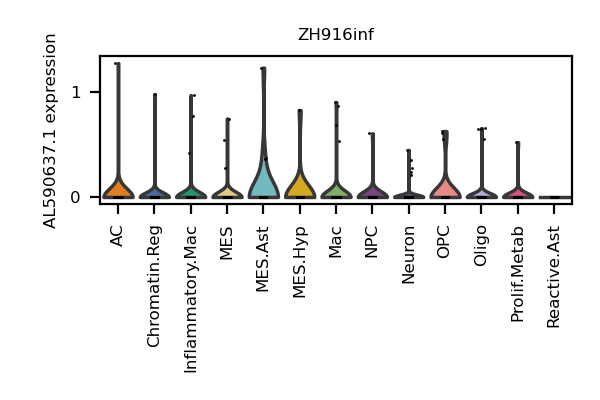 ZH916inf
AL590637.1 expression
1
0
AC
Chromatin.Reg
Inflammatory.Mac
MES
MES.Ast
MES.Hyp
Mac
NPC
Neuron
OPC
Oligo
Prolif.Metab
Reactive.Ast